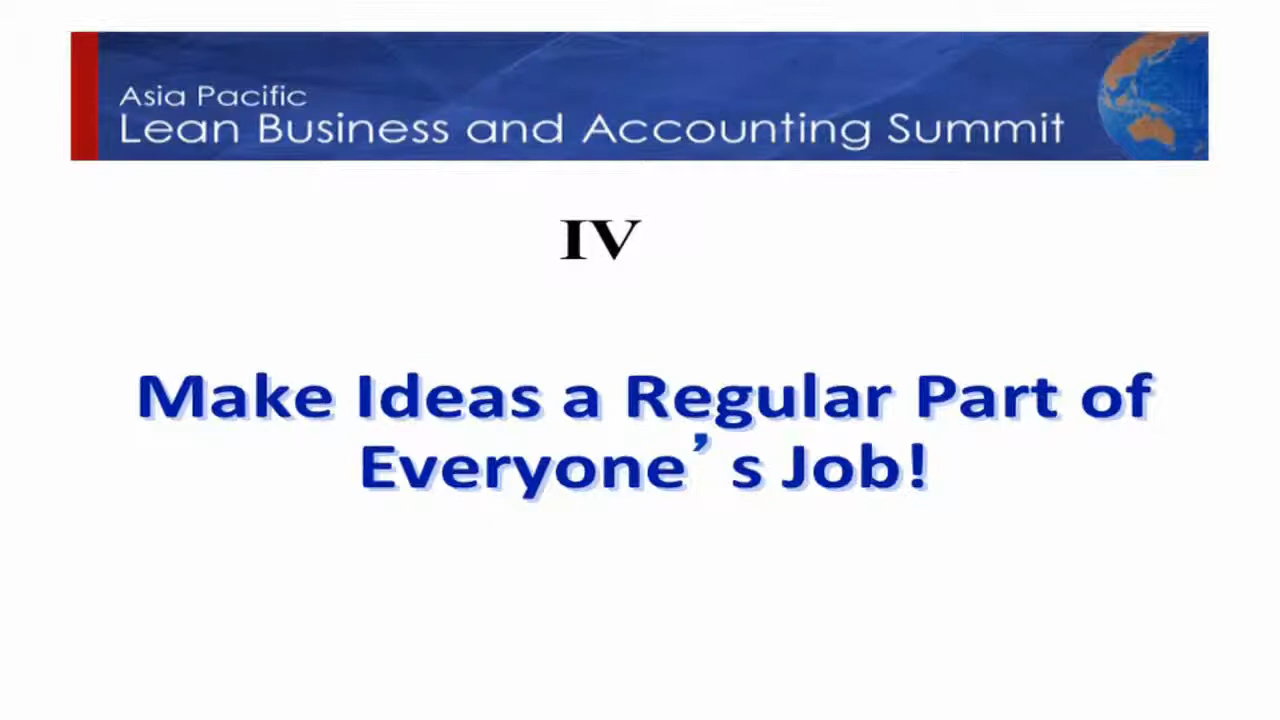 Asia Pacific
Lean Business and Accounting Summit
IV
Make Ideas a Regular Part of
Everyone’s Job!